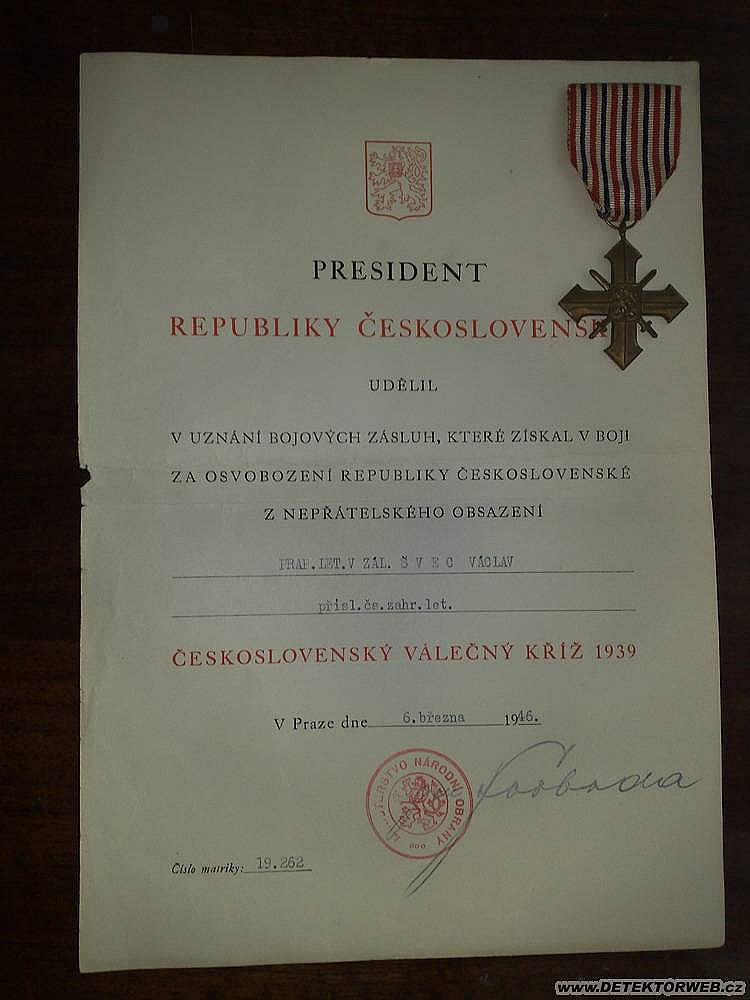 PRESIDENT
REPUBLIKY ČESKOSLOVENSK
UDĚLIL
V UZNÁNÍ BOJOVÝCH ZÁSLUH, KTERÉ ZÍSKAL V BOJI
ZA OSVOBOZENÍ REPUBLIKY ČESKOSLOVENSKÉ
Z NEPŘÁTELSKÉHO OBSAZENÍ
PRAP.LET.V ZÁL. Š V E C VÁCLAV
přísl.čs.zahr.let.
ČESKOSLOVENSKÝ VÁLEČNÝ KŘÍŽ 1939
V Praze dne 6.března 1946.
NÁRODNÍ OBRANY
Svoboda
Číslo matriky: 19.262
www.DETEKTORWEB.cz